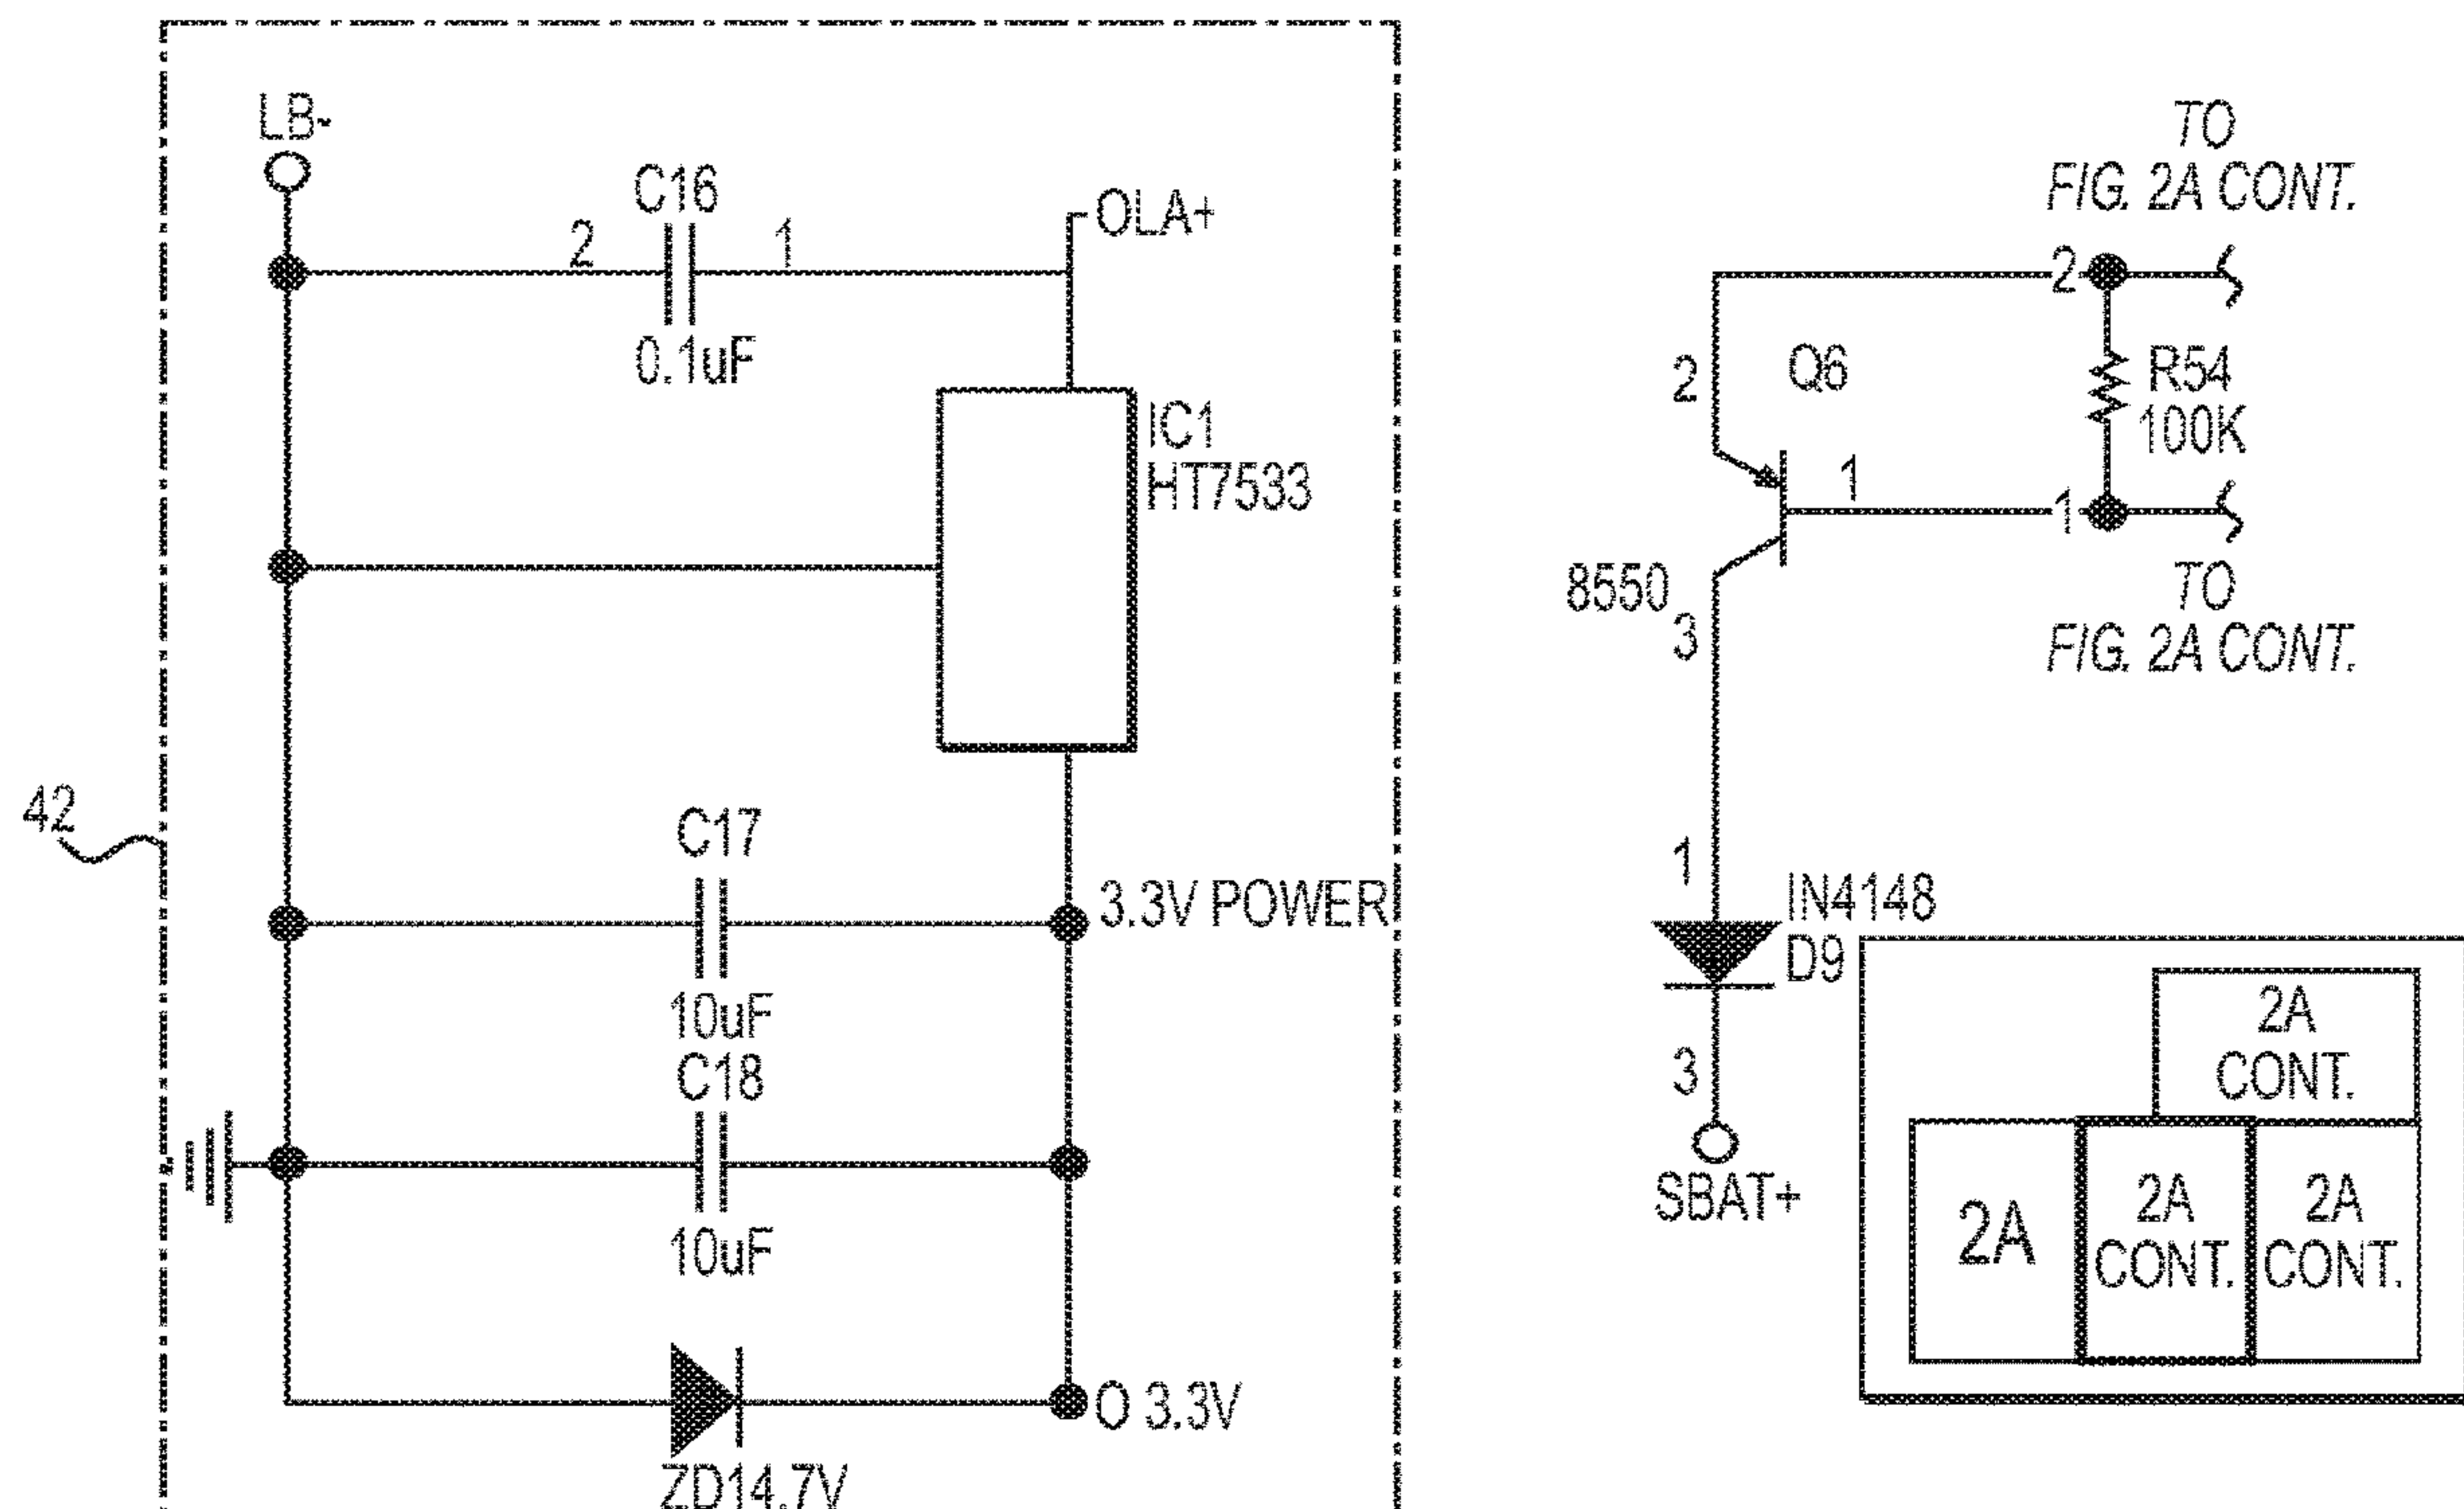 LB-
C16
2
1
0.1uF
OLA+
IC1
HT7533
42
C17
3.3V POWER
10uF
C18
10uF
O 3.3V
ZD14.7V
TO
FIG. 2A CONT.
2
2
Q6
R54
100K
1
1
8550
3
TO
FIG. 2A CONT.
1
IN4148
D9
3
SBAT+
2A
CONT.
2A
2A
CONT.
2A
CONT.